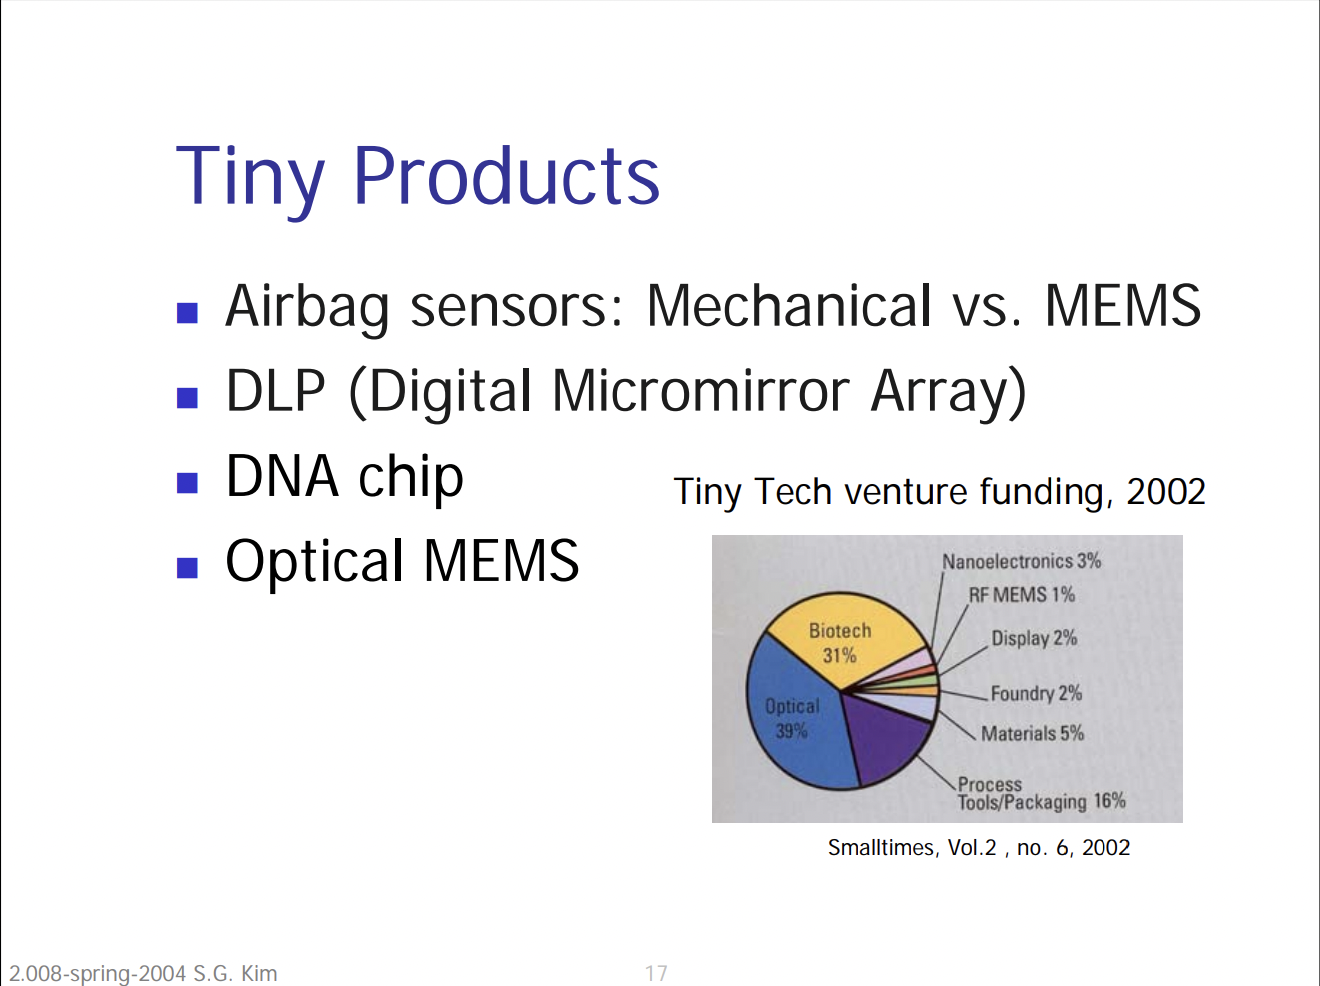 Tiny Products
Airbag sensors: Mechanical vs. MEMS
DLP (Digital Micromirror Array)
DNA chip
Optical MEMS
Tiny Tech venture funding, 2002
Nanoelectronics 3%
RF MEMS 1%
Display 2%
Foundry 2%
Materials 5%
Process
Tools/Packaging 16%
Biotech
31%
Optical
39%
Smalltimes, Vol.2 , no. 6, 2002
2.008-spring-2004 S.G. Kim
17